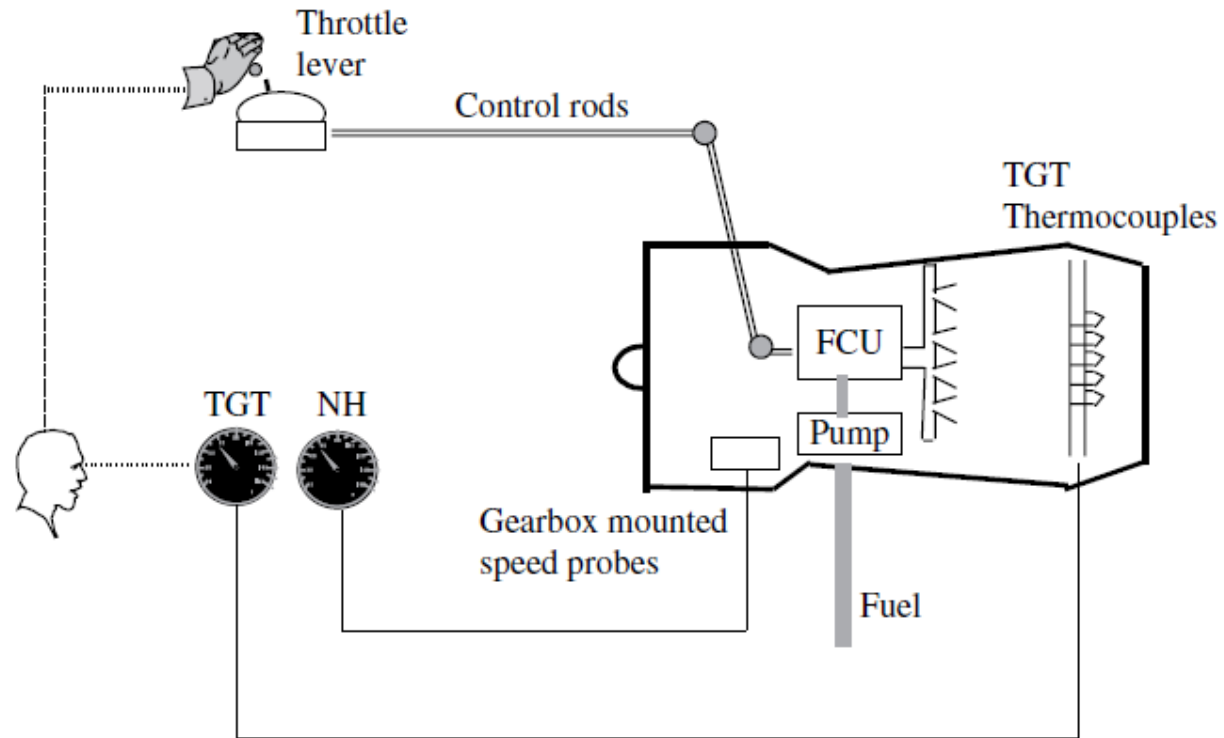 Throttle
lever
Control rods
TGT
Thermocouples
FCU
TGT
NH
Pump
Gearbox mounted
speed probes
Fuel